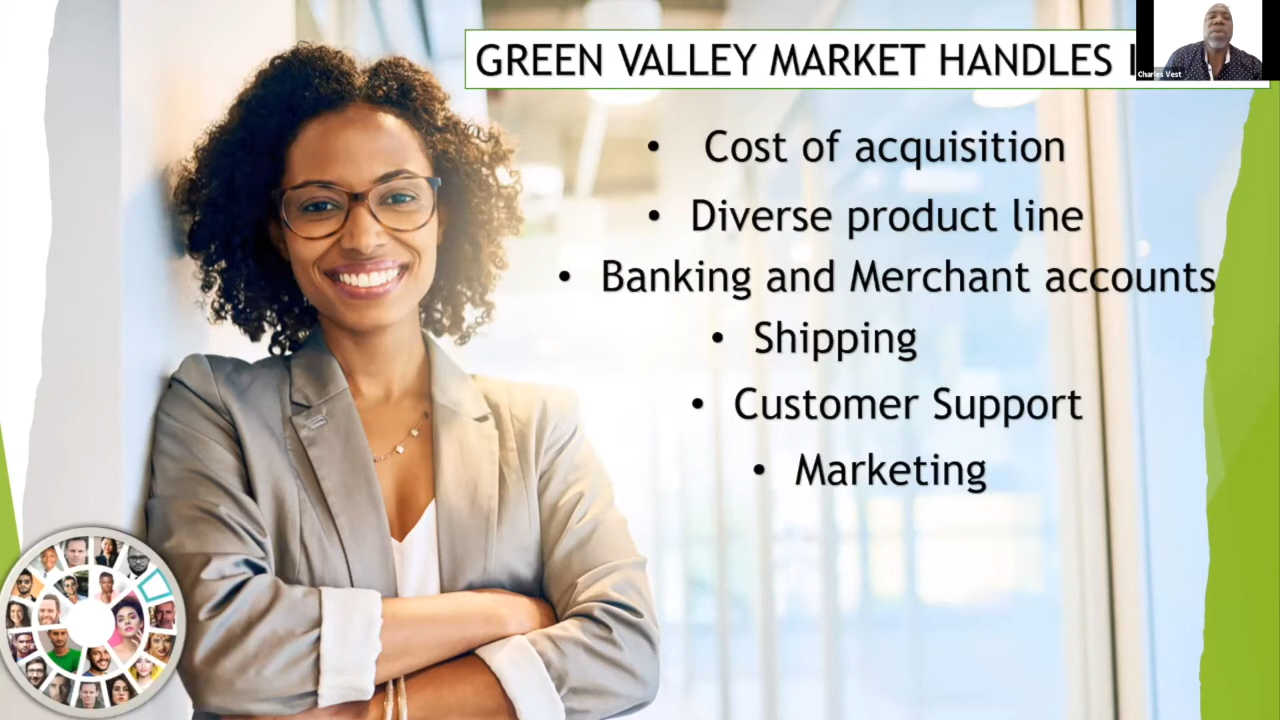 GREEN VALLEY MARKET HANDLES
Charles Vest
• Cost of acquisition
• Diverse product line
• Banking and Merchant accounts
• Shipping
• Customer Support
• Marketing